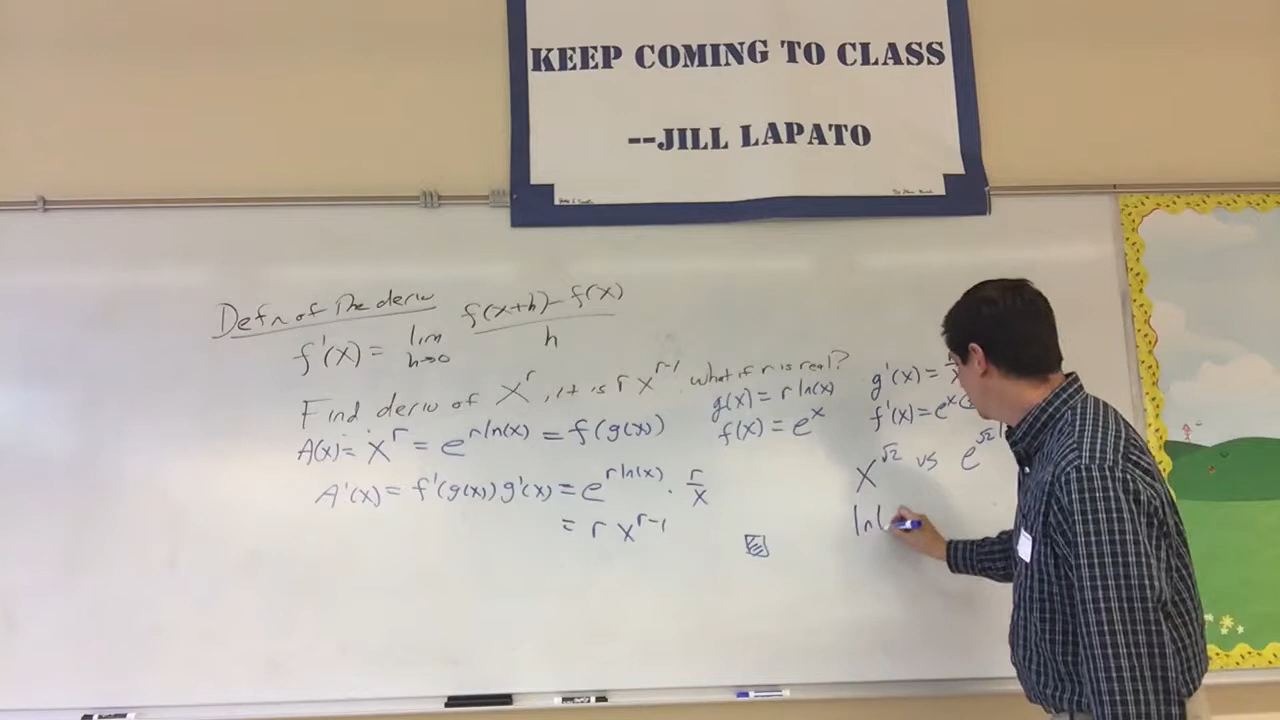 KEEP COMING TO CLASS
--JILL LAPATO
Defn of the deriv
f'(x) = lim h→0 f(x+h) - f(x) / h
Find deriv of x^r, it is r x^{r-1}. What if r is real?
A(x) = x^r = e^{r ln(x)} = f(g(x))
A'(x) = f'(g(x)) g'(x) = e^{r ln(x)} · r/x
= r x^{r-1}
g(x) = r ln(x)
f(x) = e^x
g'(x) = r/x
f'(x) = e^x
x^{√2} vs e^{√2
ln(